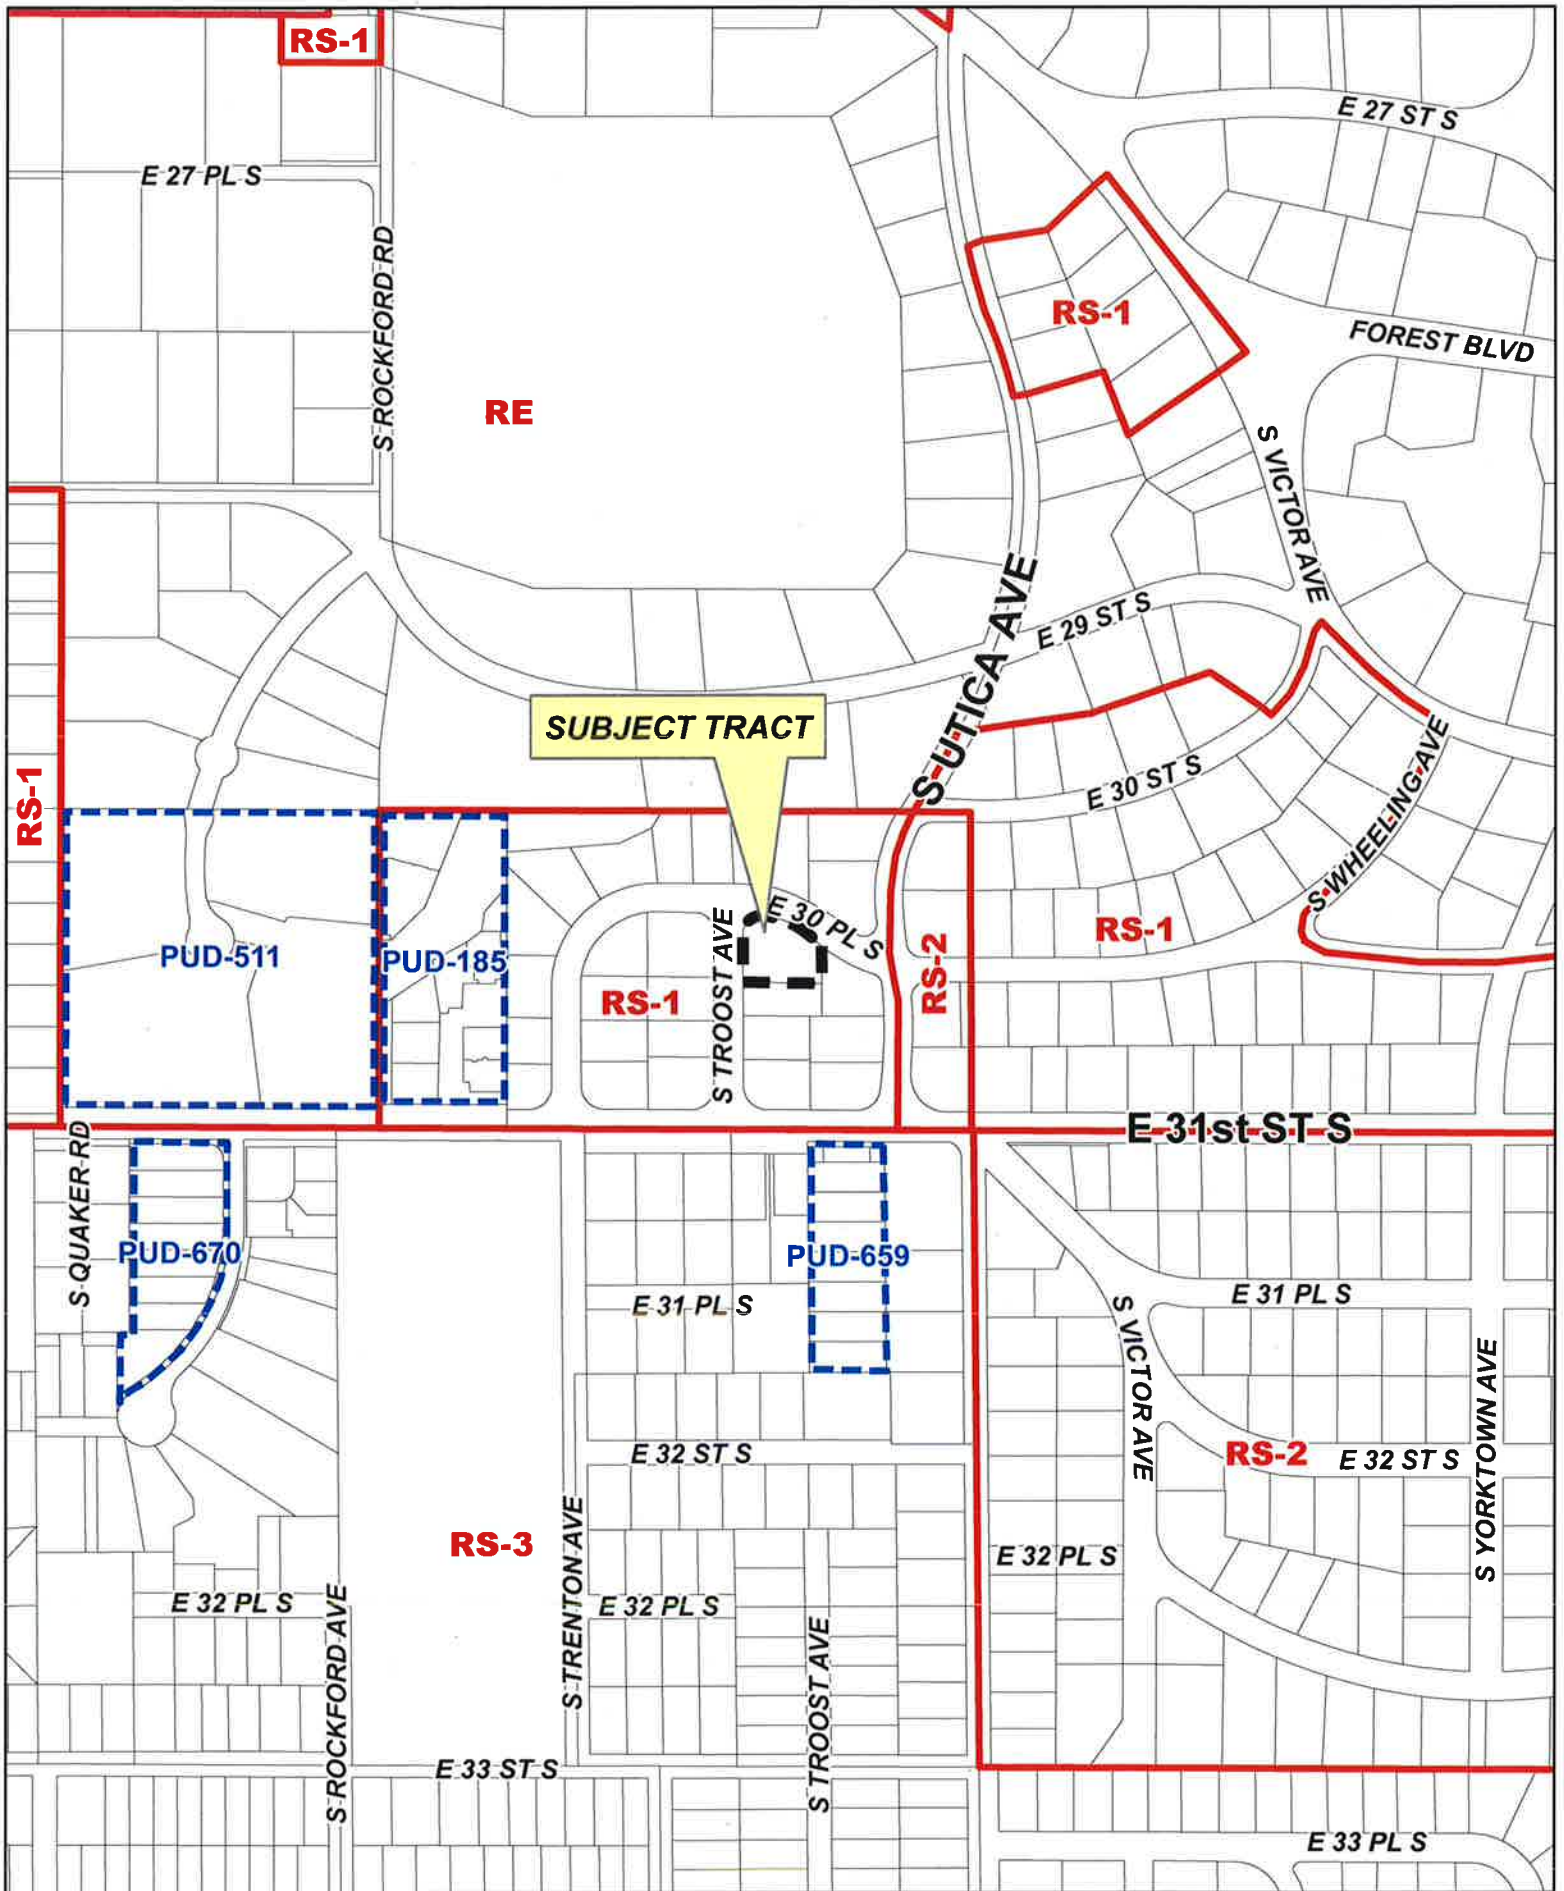 RS-1
E 27 ST S
E 27 PL S
S ROCKFORD RD
RS-1
FOREST BLVD
RE
S VICTOR AVE
S UTICA AVE
E 29 ST S
SUBJECT TRACT
E 30 ST S
S WHEELING AVE
RS-1
E 30 PL S
RS-1
PUD-511
PUD-185
RS-2
S TROOST AVE
RS-1
E 31st ST S
S QUAKER RD
PUD-670
PUD-659
E 31 PL S
E 31 PL S
S VICTOR AVE
S YORKTOWN AVE
E 32 ST S
RS-2
E 32 ST S
RS-3
S TRENTON AVE
E 32 PL S
E 32 PL S
E 32 PL S
S ROCKFORD AVE
S TROOST AVE
E 33 ST S
E 33 PL S